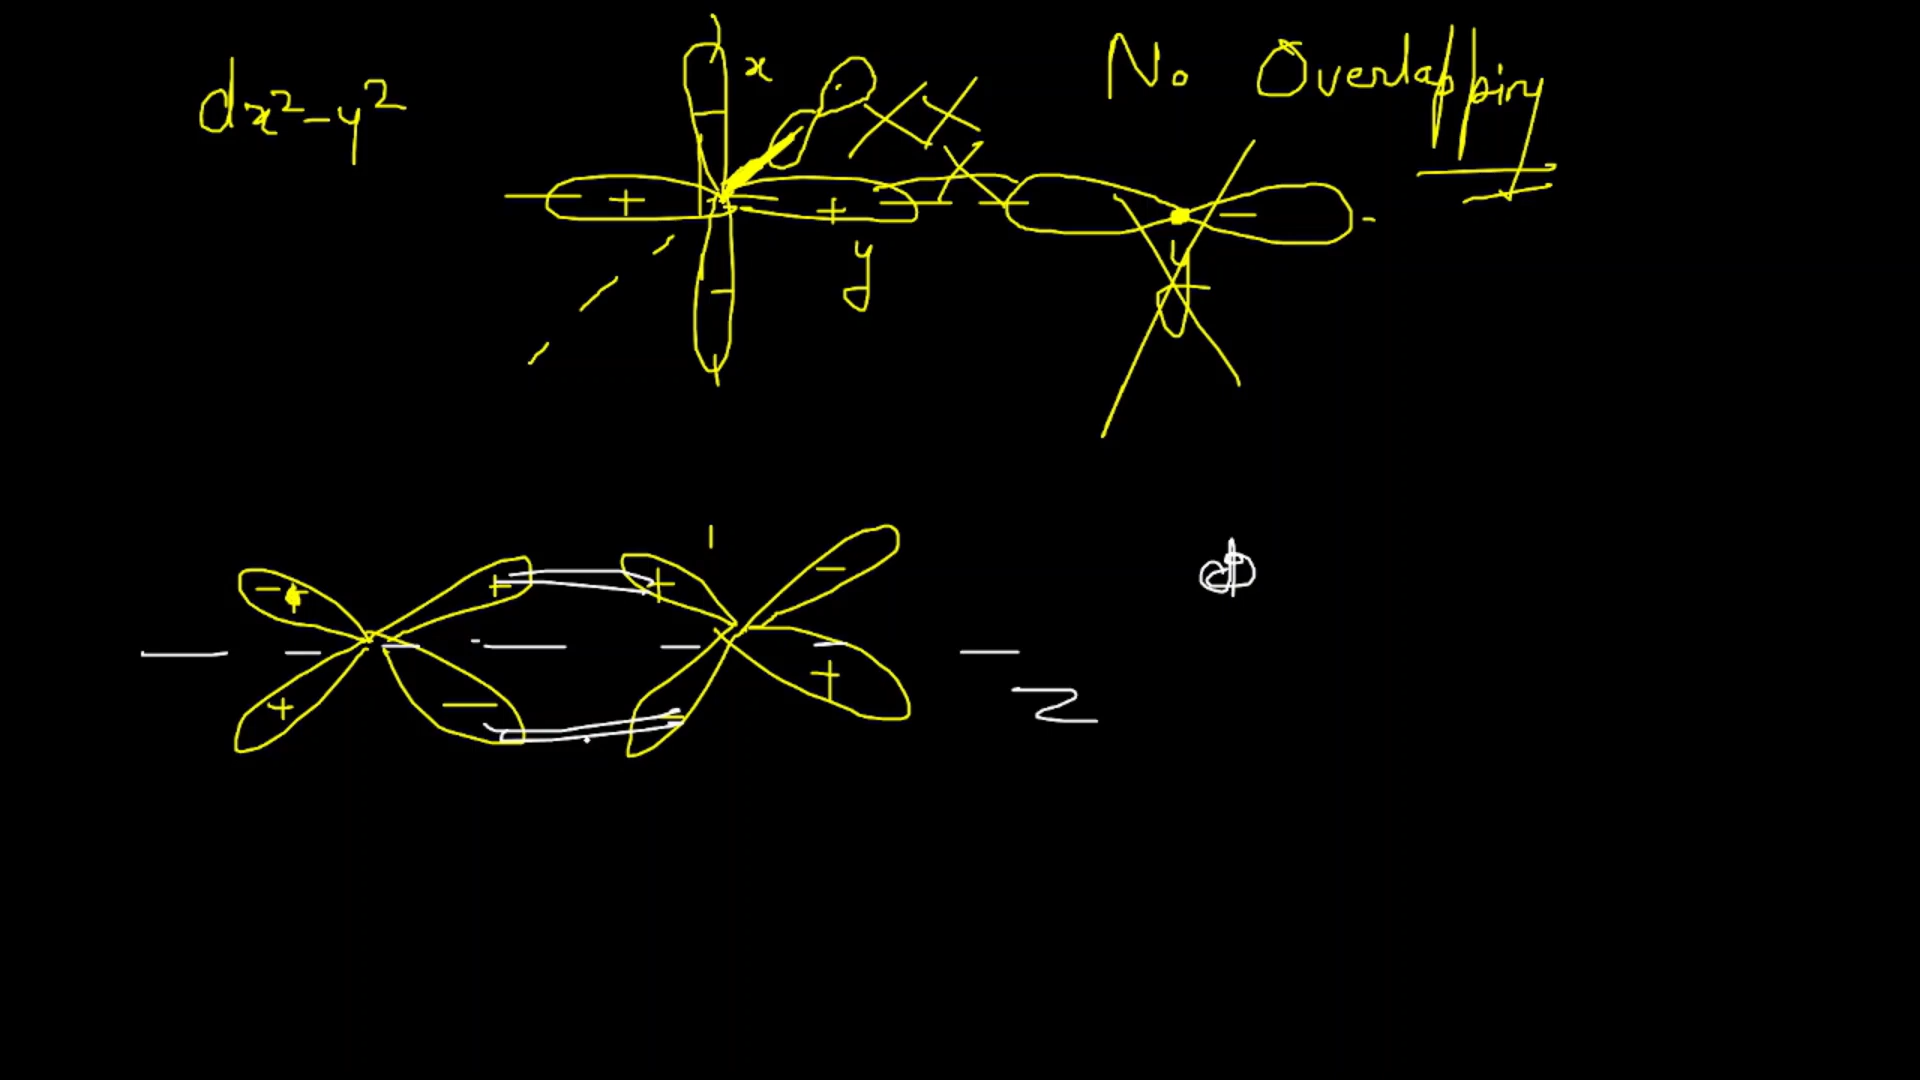 dx²-y²
x
No Overlapping
+ + -
y
y
- + + + -
+ - - +
z